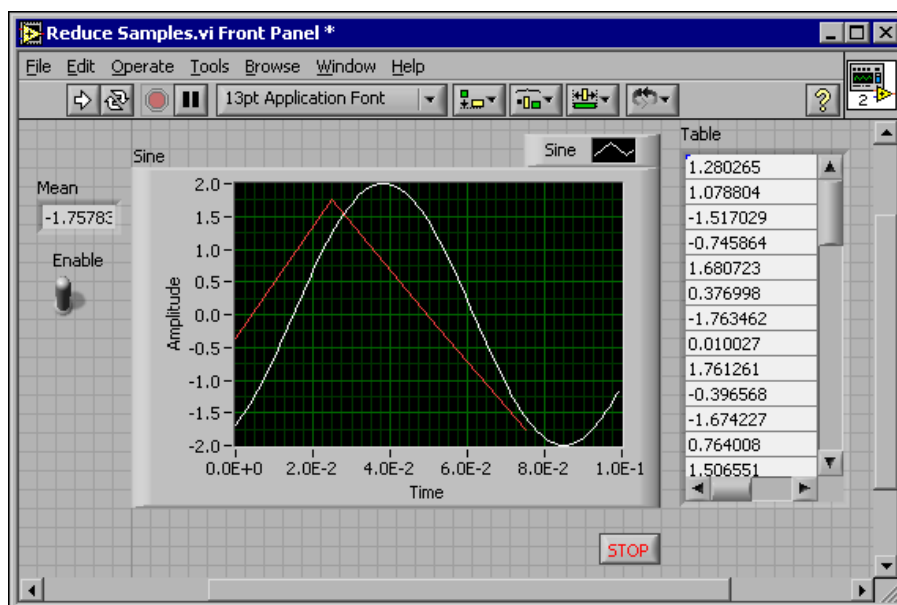 Reduce Samples.vi Front Panel *
File Edit Operate Tools Browse Window Help
13pt Application Font
2
Sine
Sine
Table
Mean
-1.75783
Enable
Amplitude
2.0
1.5
1.0
0.5
0.0
-0.5
-1.0
-1.5
-2.0
0.0E+0 2.0E-2 4.0E-2 6.0E-2 8.0E-2 1.0E-1
Time
1.280265
1.078804
-1.517029
-0.745864
1.680723
0.376998
-1.763462
0.010027
1.761261
-0.396568
-1.674227
0.764008
1.506551
STOP